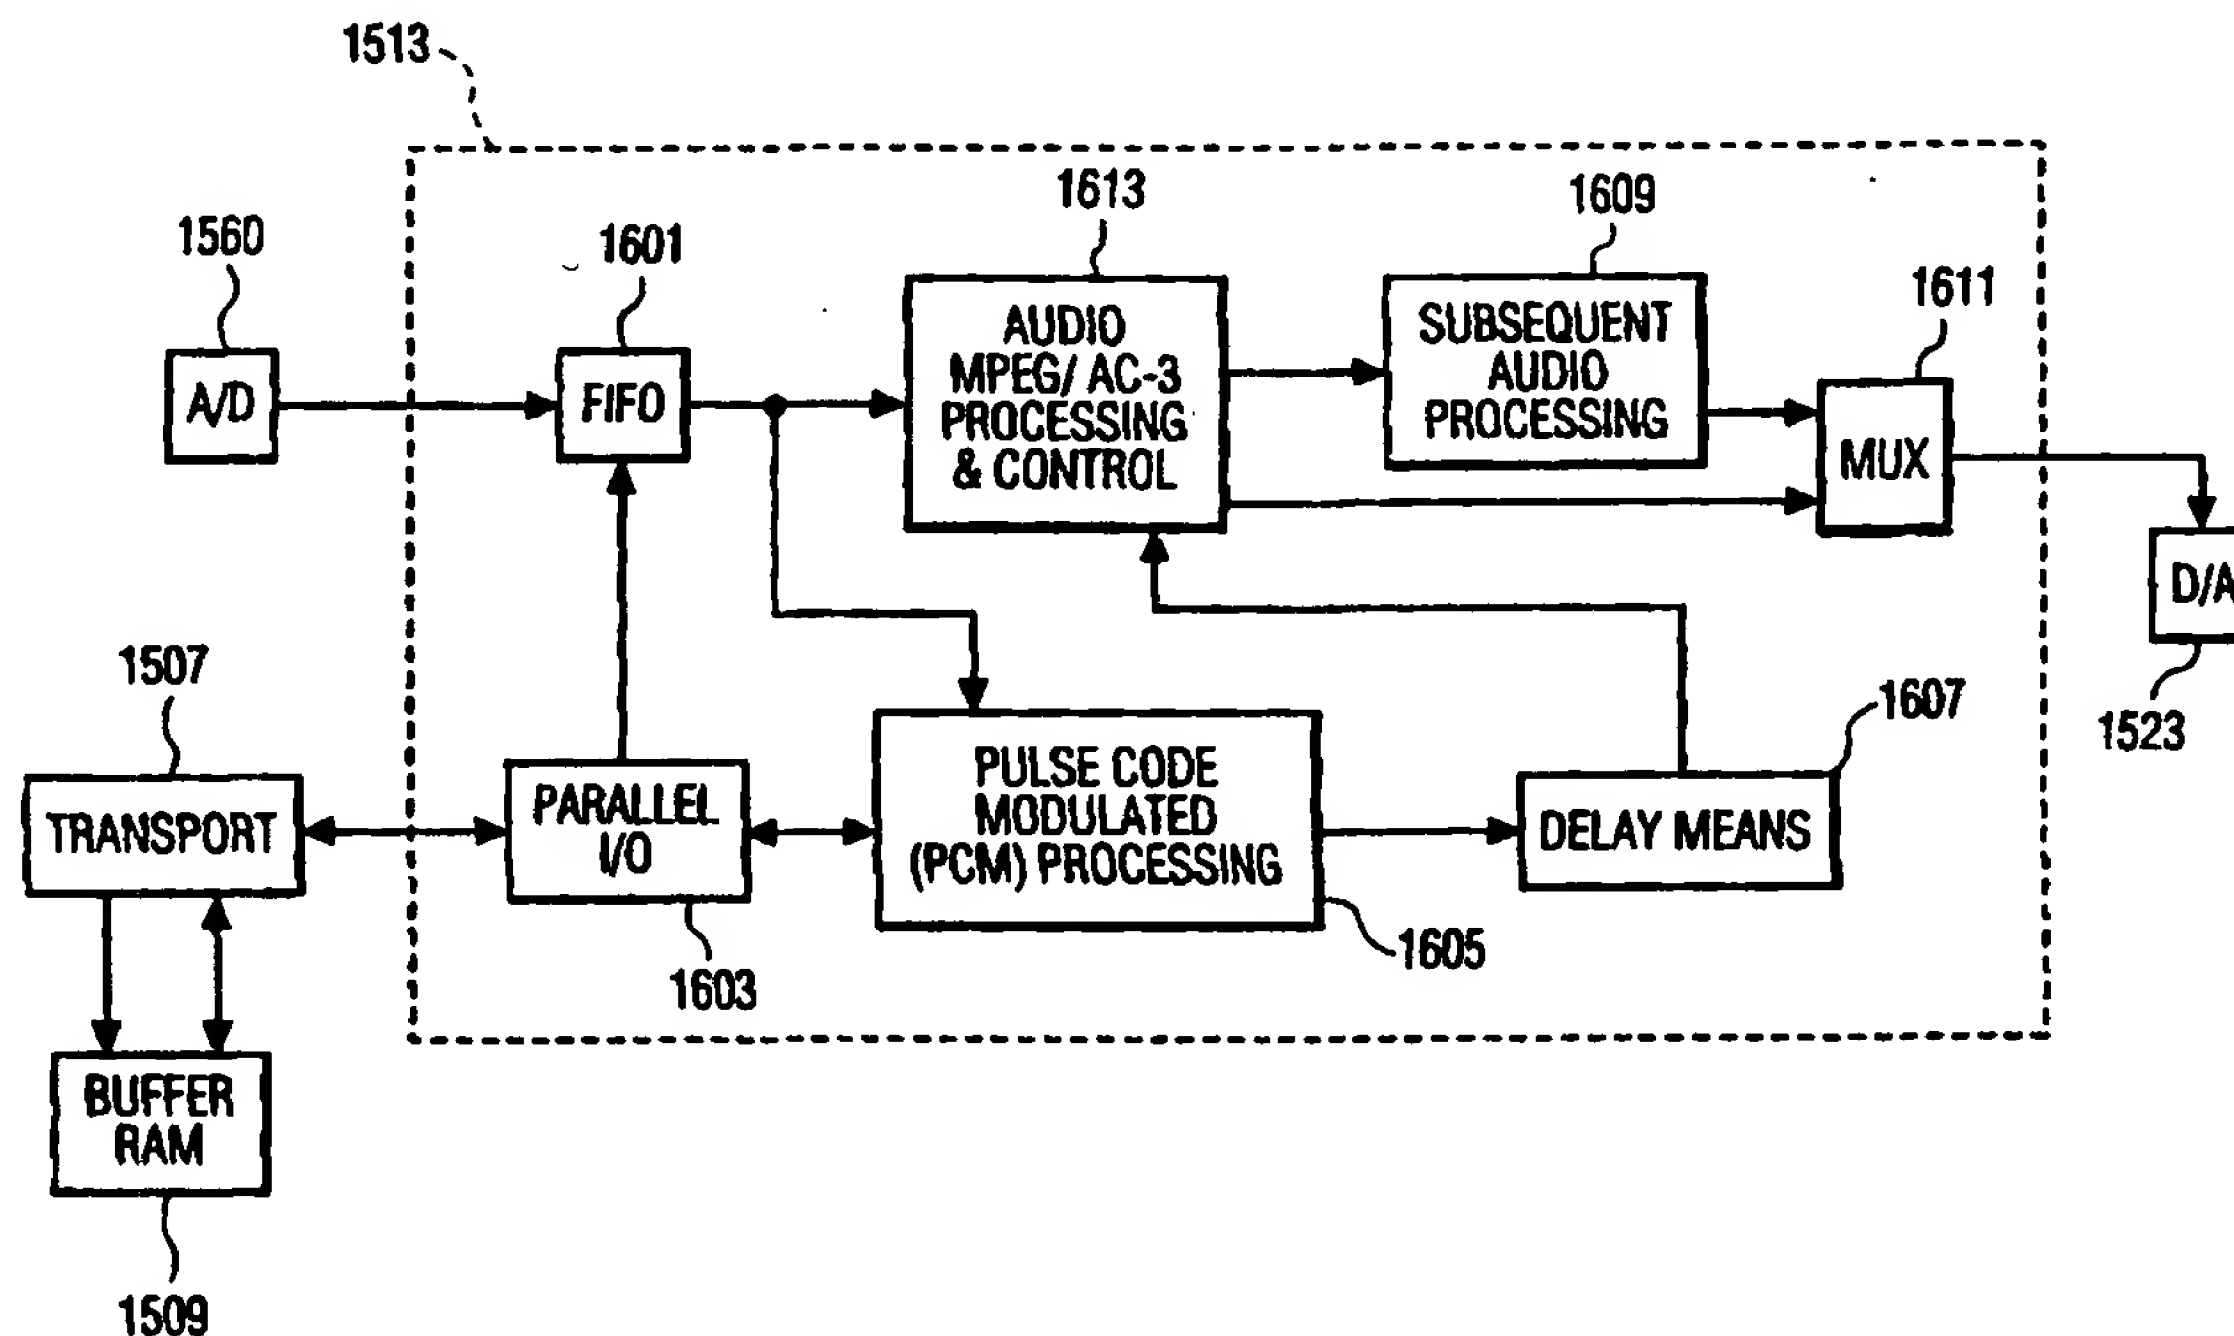 1513
1613
1609
1560
1601
1611
A/D
FIFO
AUDIO
MPEG/ AC-3
PROCESSING
& CONTROL
SUBSEQUENT
AUDIO
PROCESSING
MUX
D/A
1507
1607
1523
TRANSPORT
PARALLEL
I/O
PULSE CODE
MODULATED
(PCM) PROCESSING
DELAY MEANS
1605
1603
BUFFER
RAM
1509